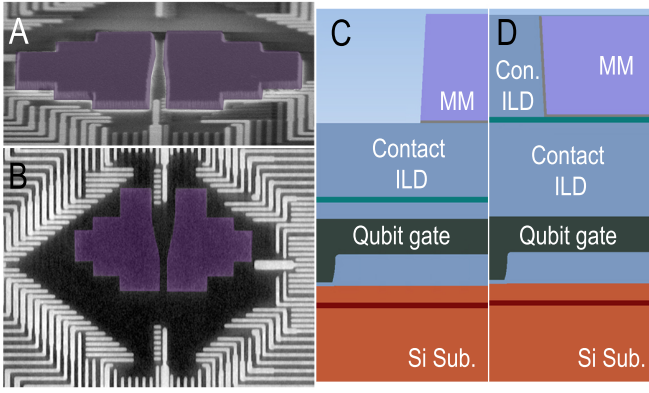 A
B
C
MM
Contact
ILD
Qubit gate
Si Sub.
D
Con.
ILD
MM
Contact
ILD
Qubit gate
Si Sub.